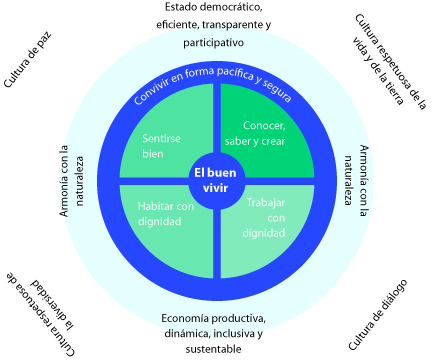 Estado democrático,
eficiente, transparente y
participativo
Cultura de paz
Cultura respetuosa de la
vida y de la tierra
Convivir en forma pacífica y segura
Sentirse
bien
Conocer,
saber y crear
El buen
vivir
Armonía con la
naturaleza
Armonía con la
naturaleza
Habitar con
dignidad
Trabajar
con
dignidad
Cultura respetuosa de
la diversidad
Economía productiva,
dinámica, inclusiva y
sustentable
Cultura de diálogo